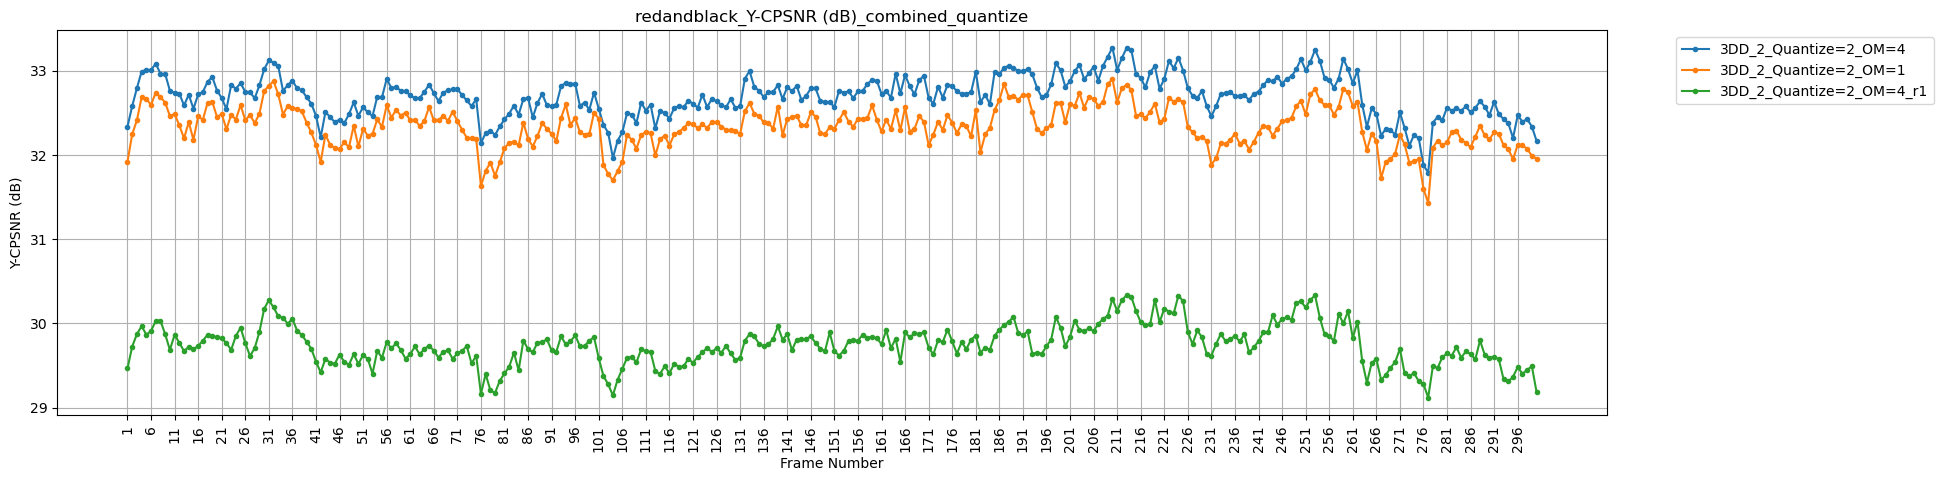 redandblack_Y-CPSNR (dB)_combined_quantize
Y-CPSNR (dB)
33
32
31
30
29
1 6 11 16 21 26 31 36 41 46 51 56 61 66 71 76 81 86 91 96 101 106 111 116 121 126 131 136 141 146 151 156 161 166 171 176 181 186 191 196 201 206 211 216 221 226 231 236 241 246 251 256 261 266 271 276 281 286 291 296
Frame Number
3DD_2_Quantize=2_OM=4
3DD_2_Quantize=2_OM=1
3DD_2_Quantize=2_OM=4_r1